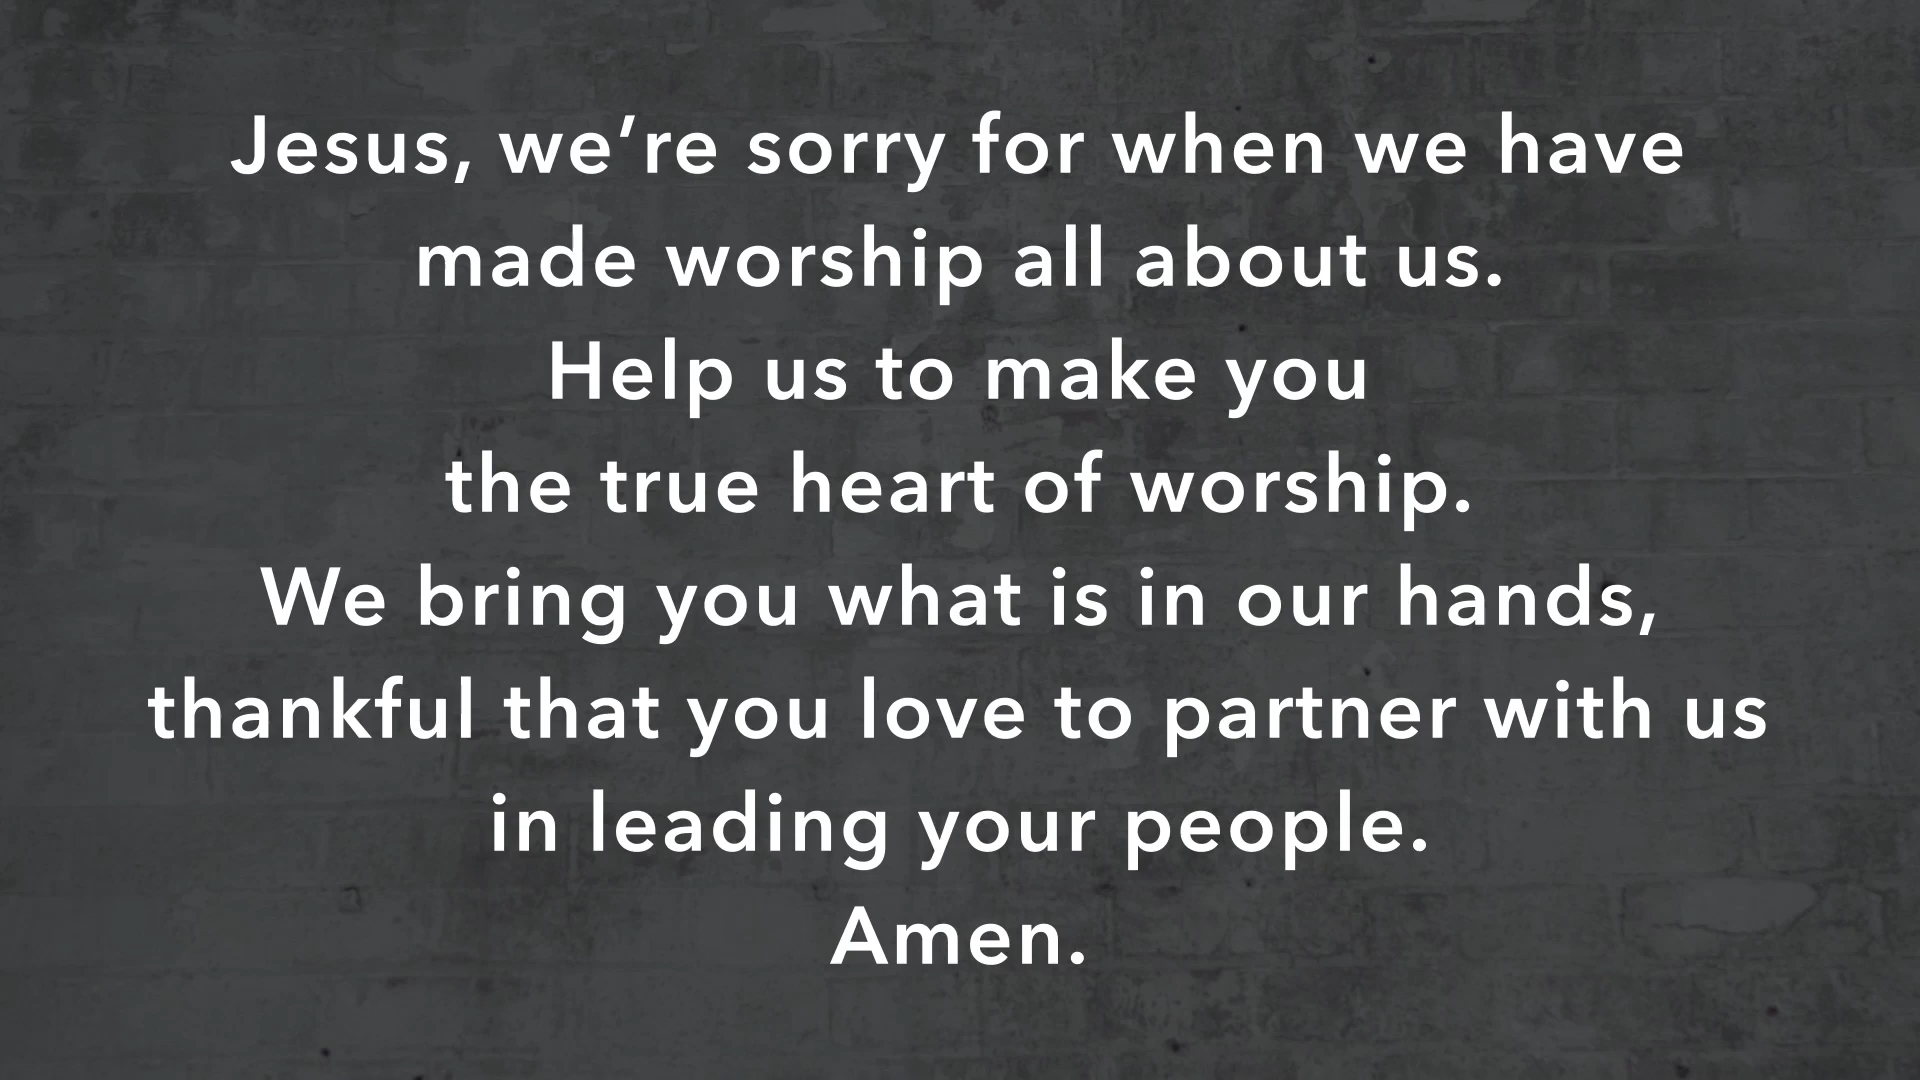 Jesus, we’re sorry for when we have
made worship all about us.
Help us to make you
the true heart of worship.
We bring you what is in our hands,
thankful that you love to partner with us
in leading your people.
Amen.